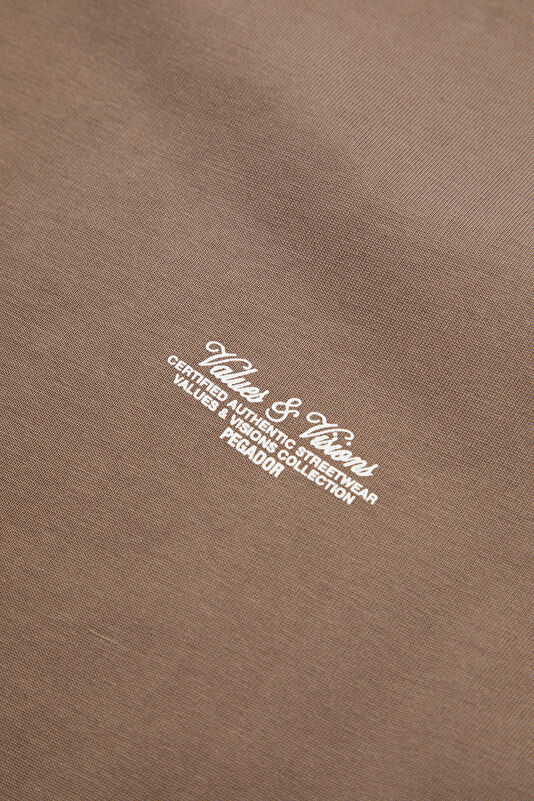 Values & Visions
CERTIFIED AUTHENTIC STREETWEAR
VALUES & VISIONS COLLECTION
PEGADOR